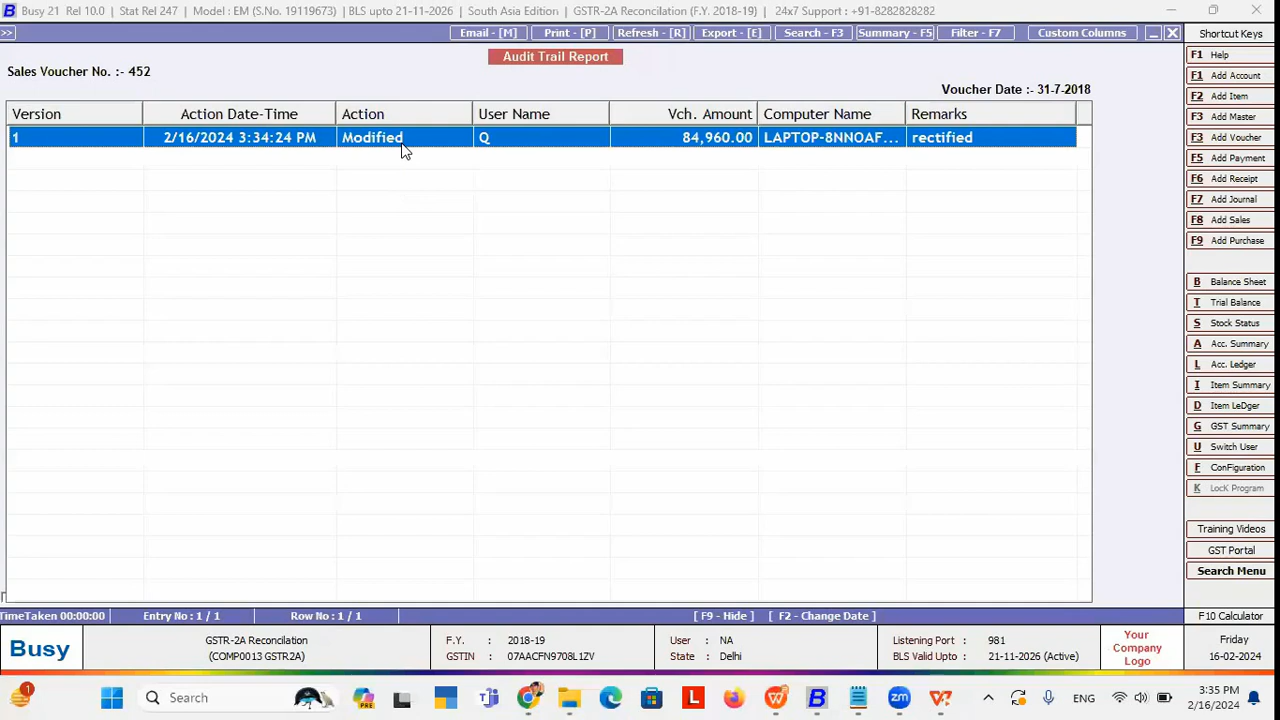 Busy 21 Rel 10.0 | Stat Rel 247 | Model : EM (S.No. 19119673) |BLS upto 21-11-2026 | South Asia Edition | GSTR-2A Reconcilation (F.Y. 2018-19) | 24x7 Support : +91-8282828282
>> Email - [M] Print - [P] Refresh - [R] Export - [E] Search - F3 Summary - F5 Filter - F7 Custom Columns
Audit Trail Report
Sales Voucher No. :- 452
Voucher Date :- 31-7-2018
Version Action Date-Time Action User Name Vch. Amount Computer Name Remarks
1 2/16/2024 3:34:24 PM Modified Q 84,960.00 LAPTOP-8NNOAF... rectified
TimeTaken 00:00:00 Entry No : 1 / 1 Row No : 1 / 1 [ F9 - Hide ] [ F2 - Change Date ]
Shortcut Keys
F1 Help
F1 Add Account
F2 Add Item
F3 Add Master
F3 Add Voucher
F5 Add Payment
F6 Add Receipt
F7 Add Journal
F8 Add Sales
F9 Add Purchase
B Balance Sheet
T Trial Balance
S Stock Status
A Acc. Summary
L Acc. Ledger
I Item Summary
D Item LeDger
G GST Summary
U Switch User
F ConFiguration
K LocK Program
Training Videos
GST Portal
Search Menu
F10 Calculator
Busy
GSTR-2A Reconcilation
(COMP0013 GSTR2A)
F.Y. : 2018-19
GSTIN : 07AACFN9708L1ZV
User : NA
State : Delhi
Listening Port : 981
BLS Valid Upto : 21-11-2026 (Active)
Your
Company
Logo
Friday
16-02-2024
1 Search PRE L W B zm ENG
3:35 PM
2/16/2024